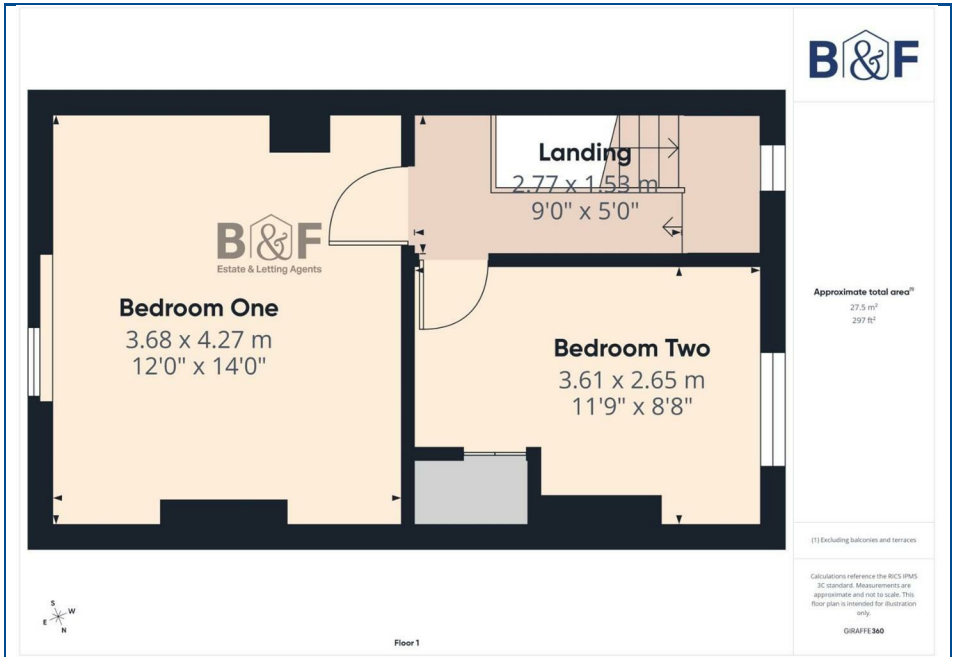 B&F
Landing
2.77 x 1.53 m
9'0" x 5'0"
B&F
Estate & Letting Agents
Bedroom One
3.68 x 4.27 m
12'0" x 14'0"
Bedroom Two
3.61 x 2.65 m
11'9" x 8'8"
Approximate total area⁽¹⁾
27.5 m²
297 ft²
(1) Excluding balconies and terraces
Calculations reference the RICS IPMS
3C standard. Measurements are
approximate and not to scale. This
floor plan is intended for illustration
only.
GIRAFFE360
S
W
E
N
Floor 1